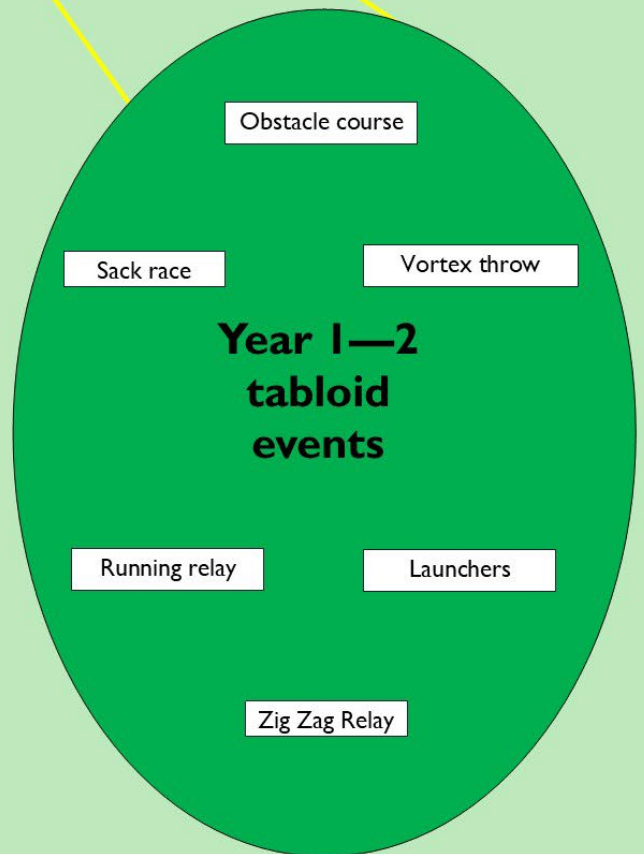 Obstacle course
Sack race
Vortex throw
Year 1—2
tabloid
events
Running relay
Launchers
Zig Zag Relay